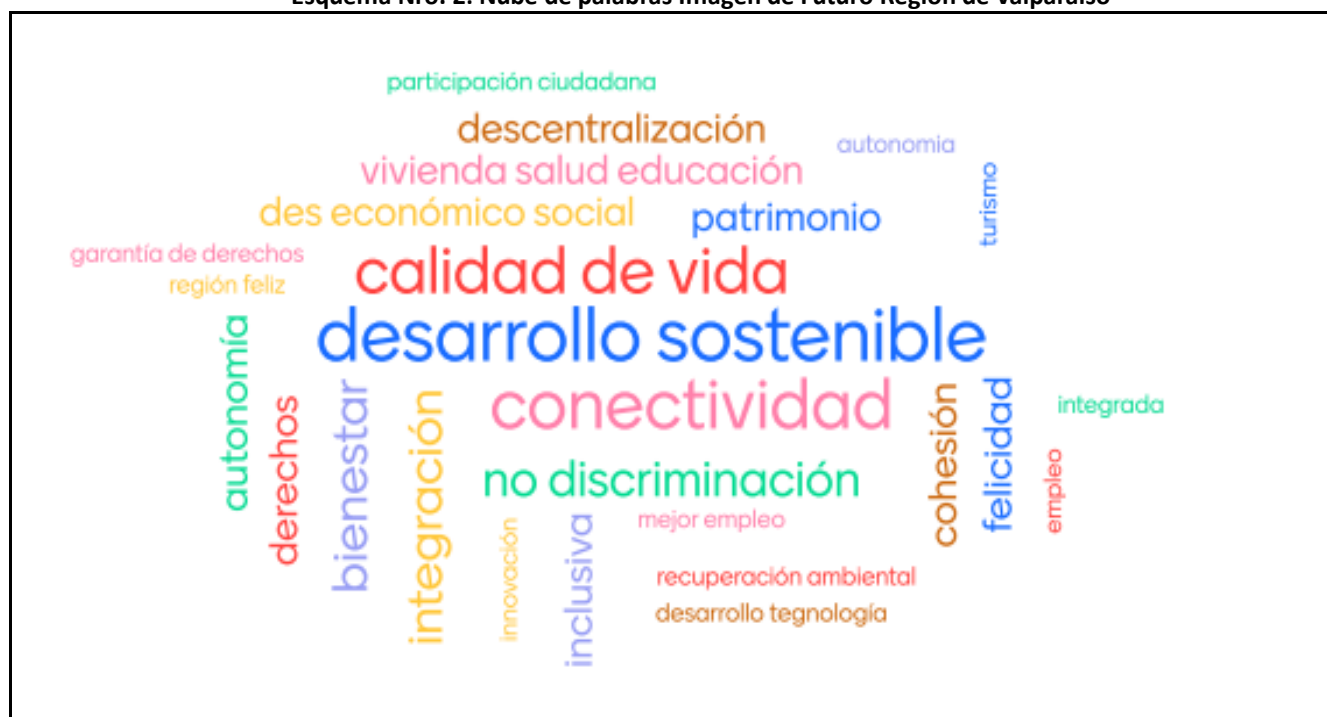 Esquema Nro. 2: Nube de palabras Imagen de Futuro Región de Valparaíso
participación ciudadana
descentralización
autonomia
vivienda salud educación
turismo
des económico social
patrimonio
garantía de derechos
calidad de vida
región feliz
desarrollo sostenible
autonomía
derechos
bienestar
integración
conectividad
cohesión
felicidad
integrada
empleo
no discriminación
innovación
inclusiva
mejor empleo
recuperación ambiental
desarrollo tegnología